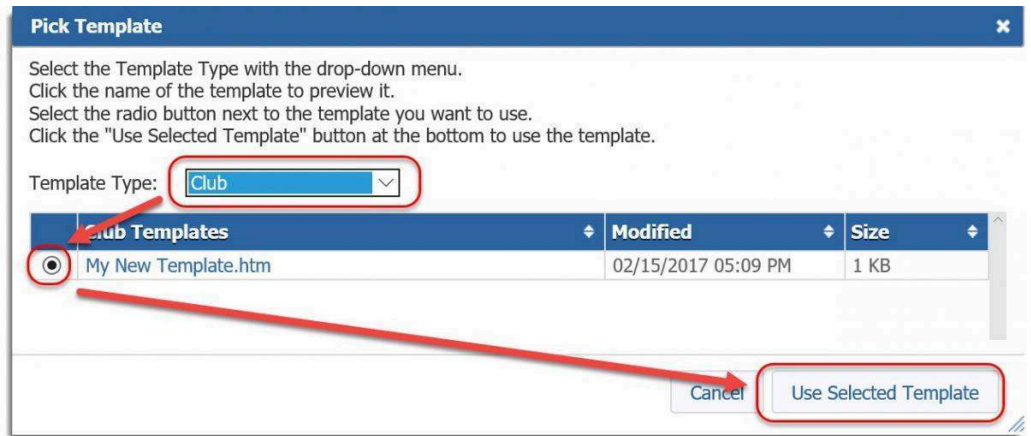 Pick Template
Select the Template Type with the drop-down menu.
Click the name of the template to preview it.
Select the radio button next to the template you want to use.
Click the "Use Selected Template" button at the bottom to use the template.
Template Type: Club
Club Templates Modified Size
My New Template.htm 02/15/2017 05:09 PM 1 KB
Cancel Use Selected Template